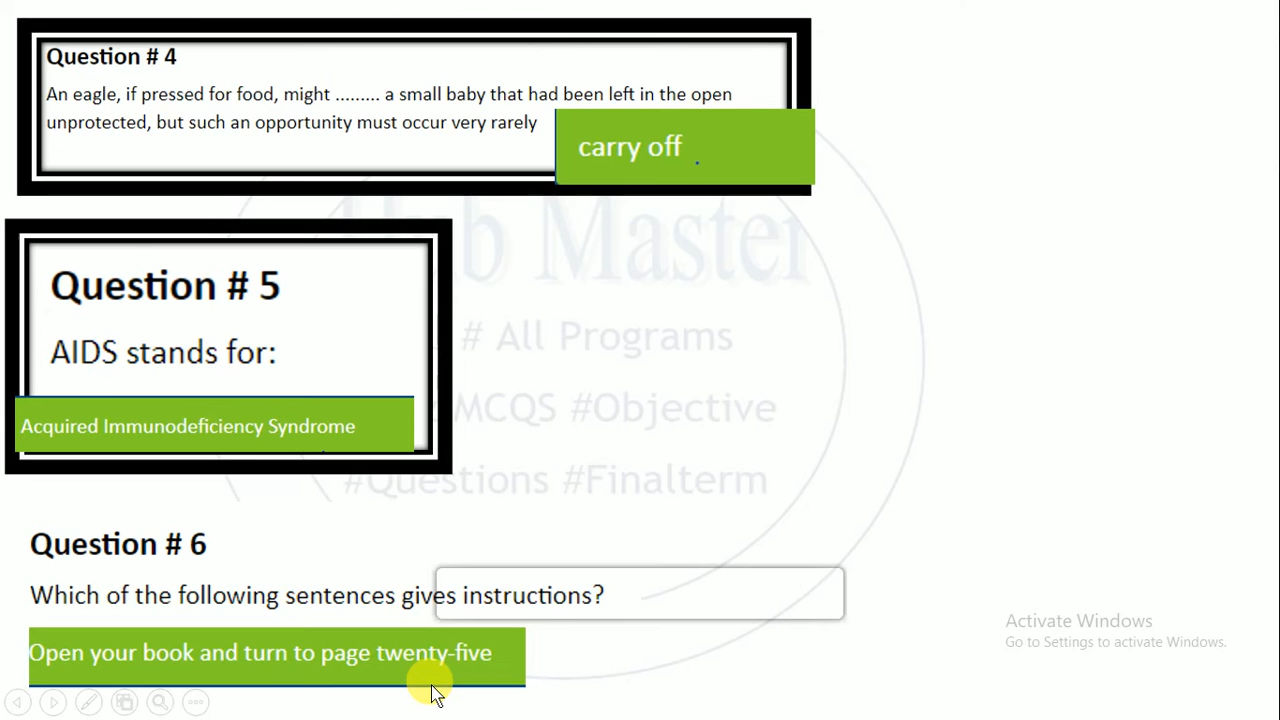 Question # 4
An eagle, if pressed for food, might ......... a small baby that had been left in the open
unprotected, but such an opportunity must occur very rarely
carry off
b Master
Question # 5
# All Programs
AIDS stands for:
MCQS #Objective
Acquired Immunodeficiency Syndrome
#Questions #Finalterm
Question # 6
Which of the following sentences gives instructions?
Activate Windows
Go to Settings to activate Windows.
Open your book and turn to page twenty-five